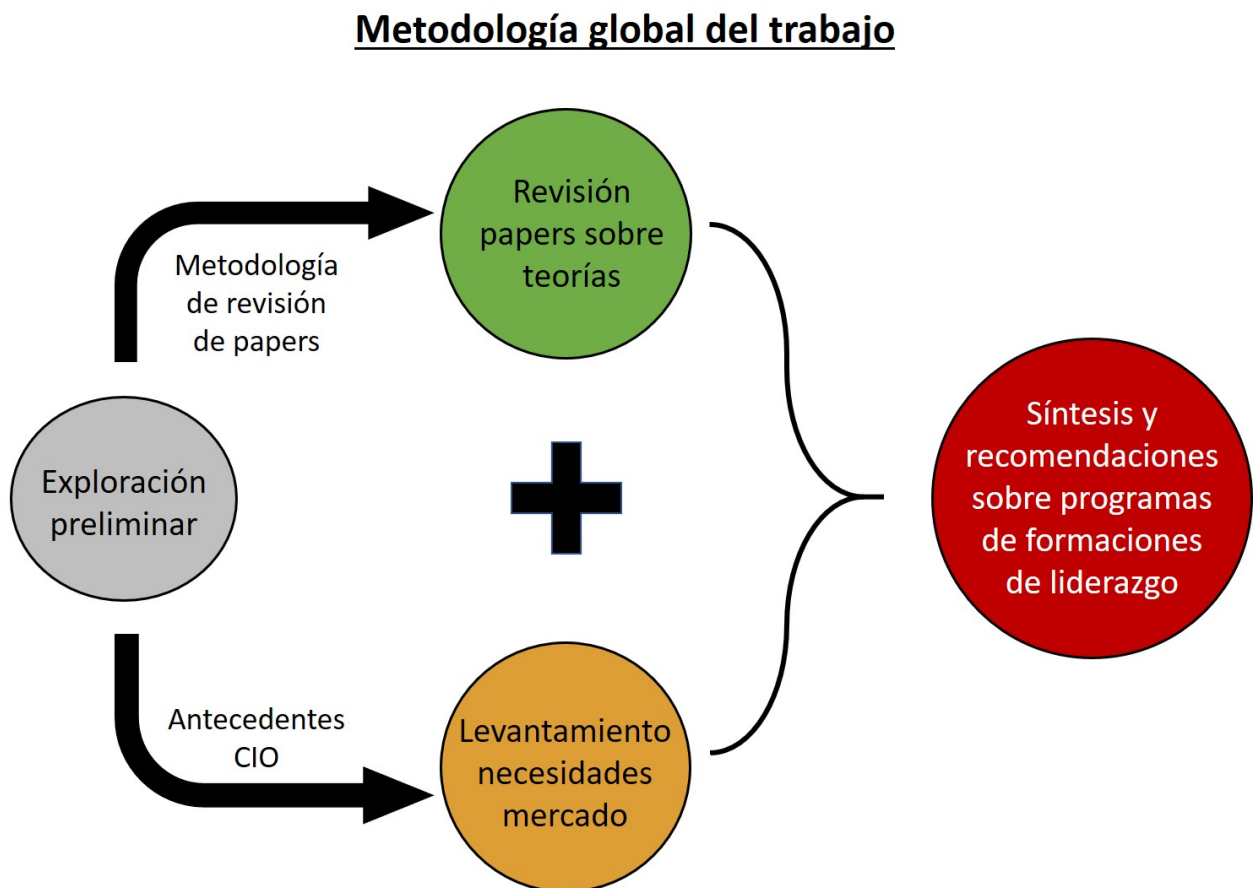 Metodología global del trabajo
Revisión
papers sobre
teorías
Metodología
de revisión
de papers
Exploración
preliminar
Síntesis y
recomendaciones
sobre programas
de formaciones
de liderazgo
Antecedentes
CIO
Levantamiento
necesidades
mercado